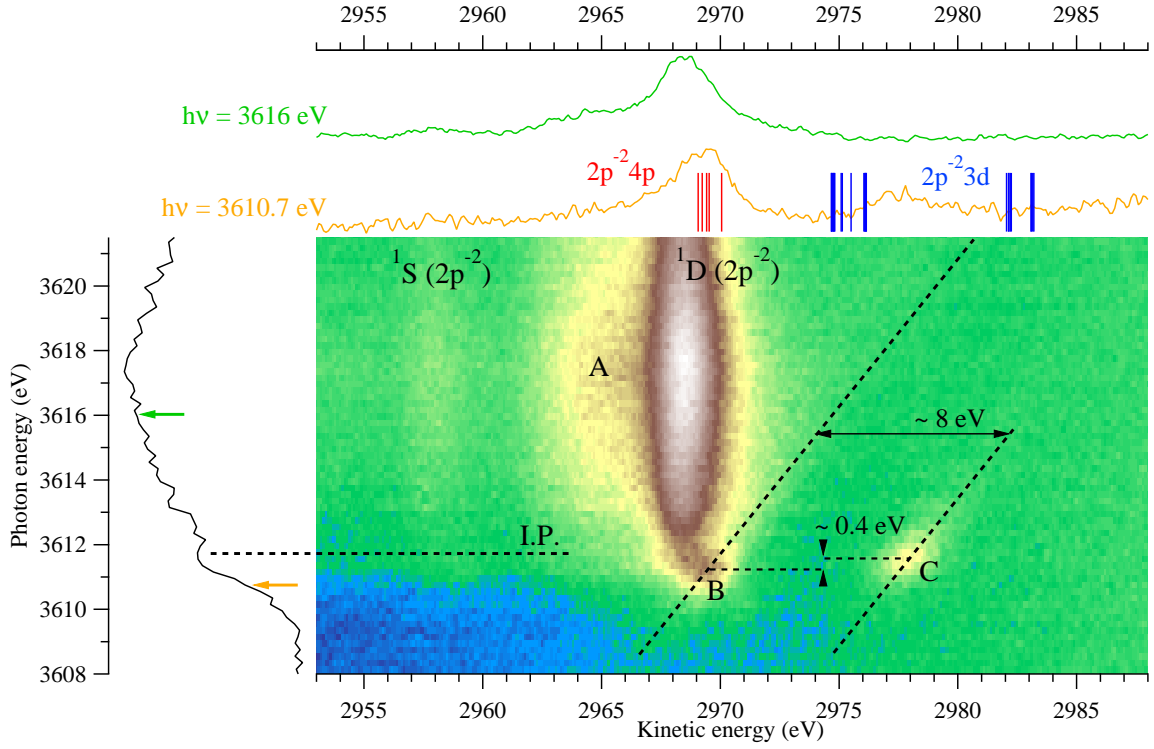 2955 2960 2965 2970 2975 2980 2985
hν = 3616 eV
hν = 3610.7 eV
2p⁻²4p
2p⁻²3d
¹S (2p⁻²)
¹D (2p⁻²)
A
~ 8 eV
~ 0.4 eV
I.P.
B
C
3620
3618
3616
3614
3612
3610
3608
Photon energy (eV)
2955 2960 2965 2970 2975 2980 2985
Kinetic energy (eV)